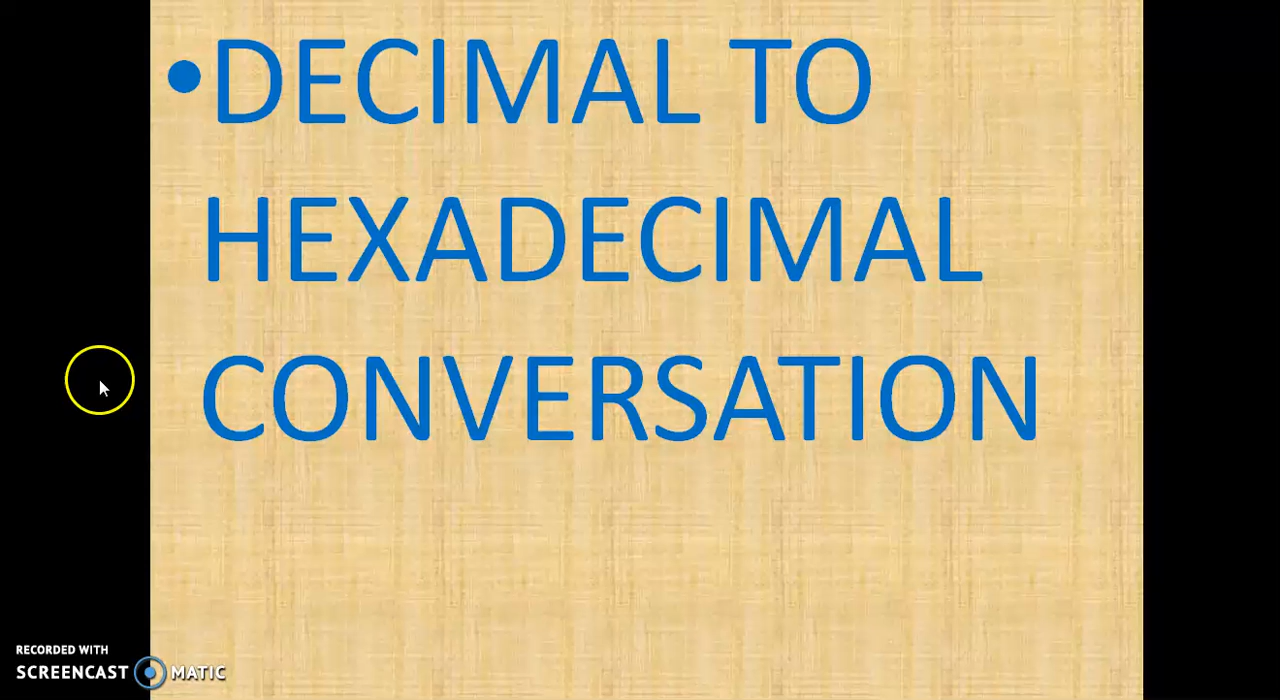 •DECIMAL TO
HEXADECIMAL
CONVERSATION
RECORDED WITH
SCREENCAST MATIC